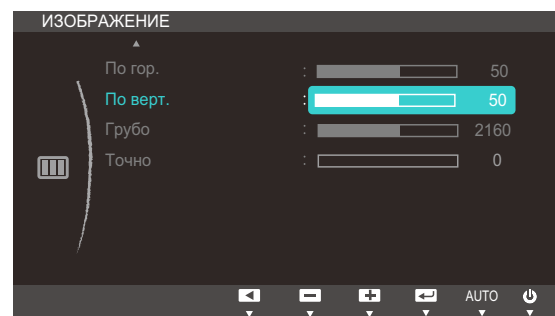 ИЗОБРАЖЕНИЕ
По гор. : 50
По верт. : 50
Грубо : 2160
Точно : 0
AUTO